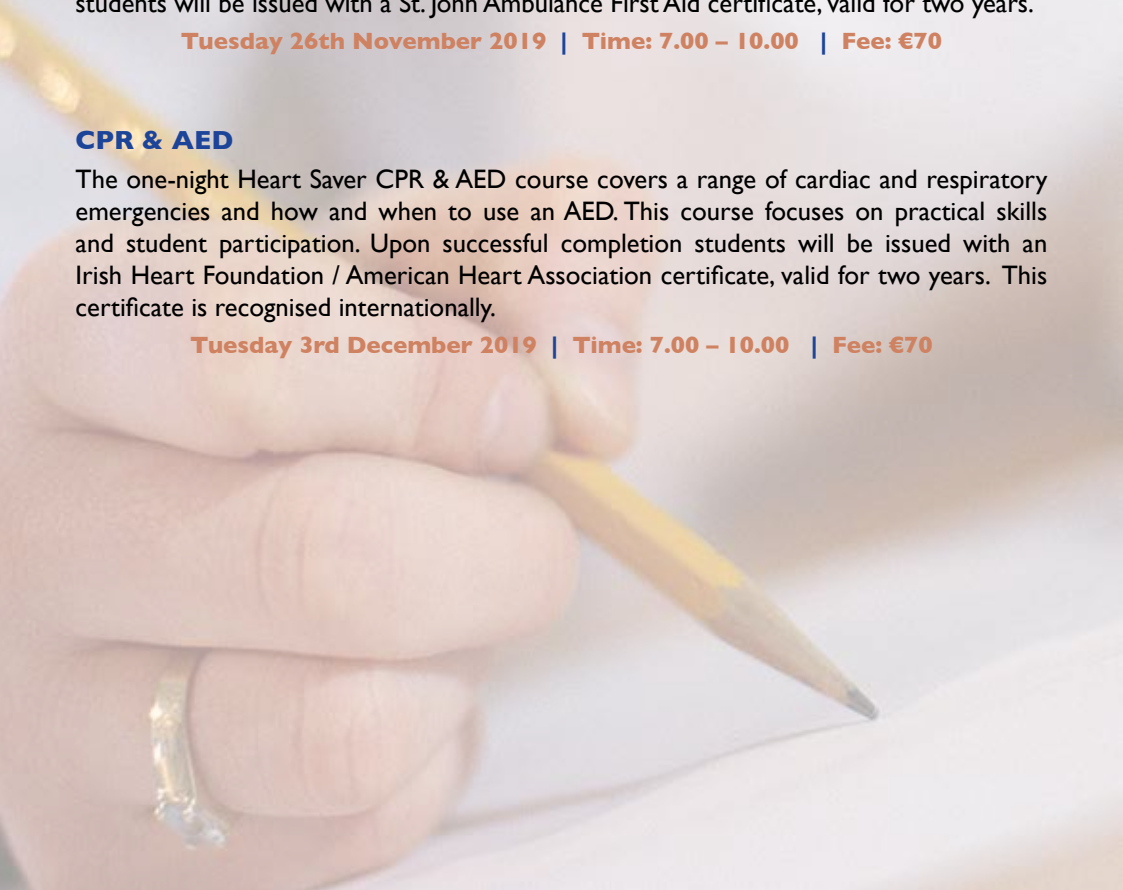 students will be issued with a St. John Ambulance First Aid certificate, valid for two years.
Tuesday 26th November 2019 | Time: 7.00 – 10.00 | Fee: €70
CPR & AED
The one-night Heart Saver CPR & AED course covers a range of cardiac and respiratory
emergencies and how and when to use an AED. This course focuses on practical skills
and student participation. Upon successful completion students will be issued with an
Irish Heart Foundation / American Heart Association certificate, valid for two years. This
certificate is recognised internationally.
Tuesday 3rd December 2019 | Time: 7.00 – 10.00 | Fee: €70